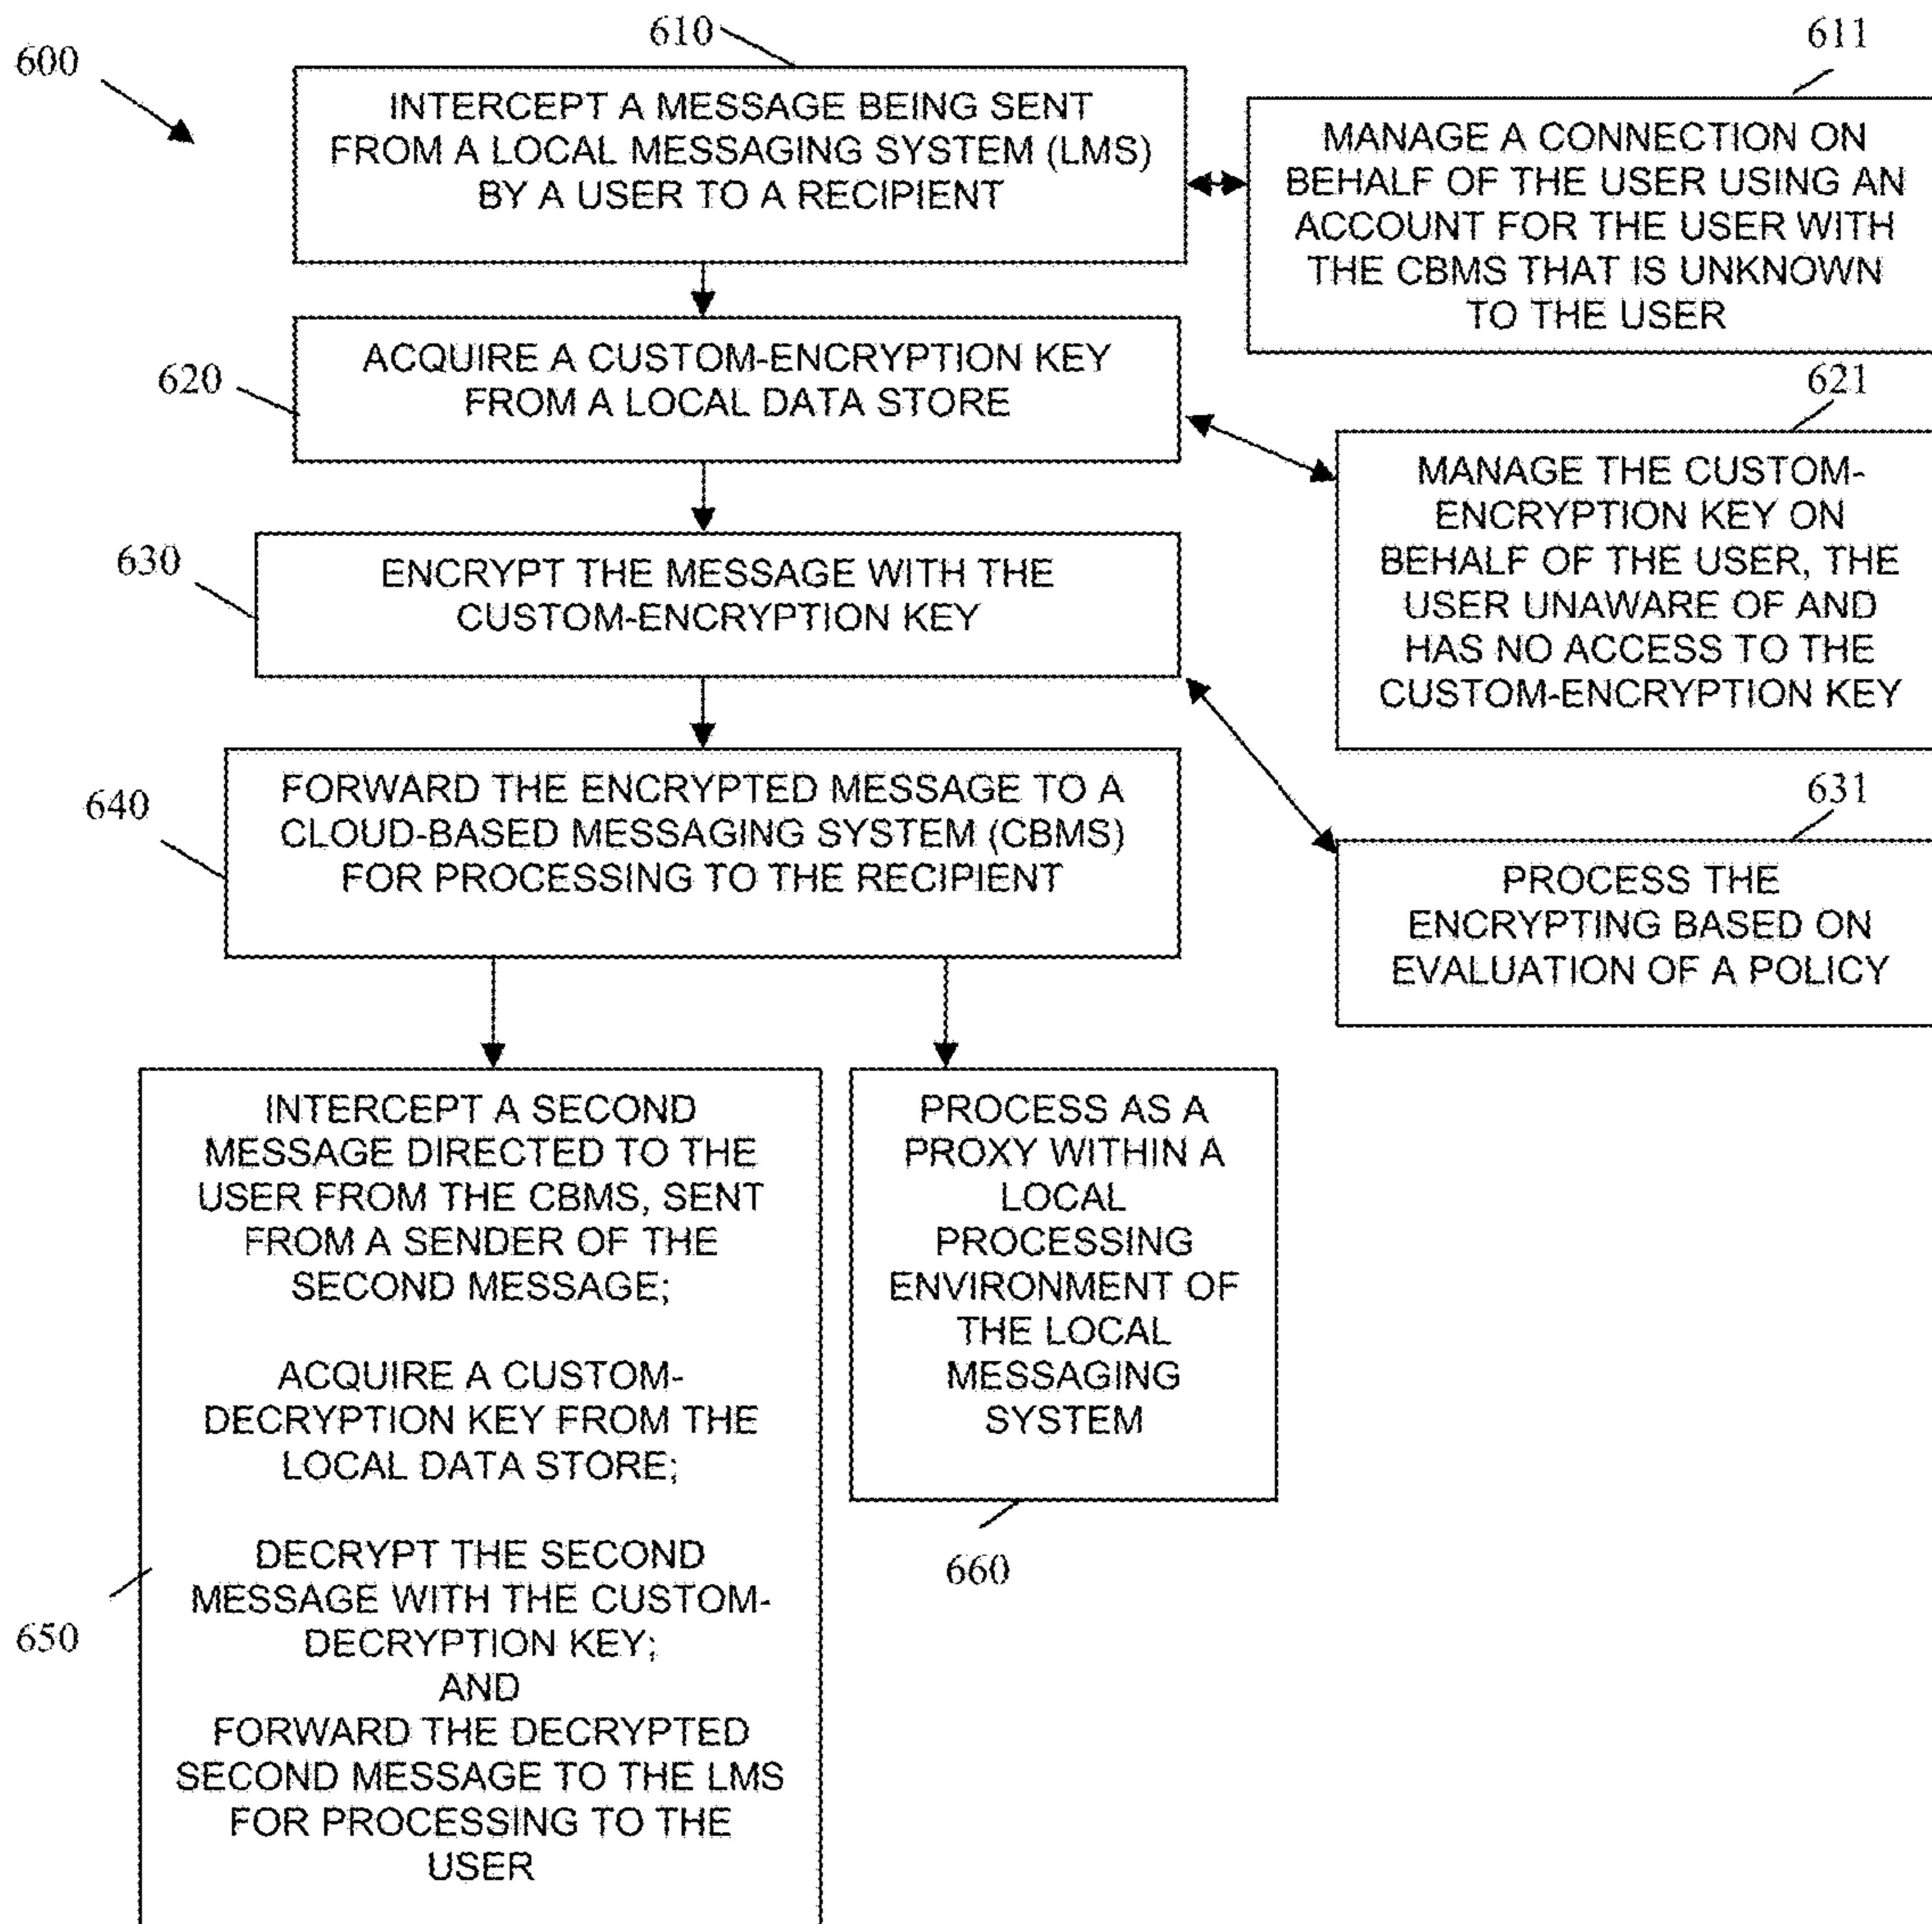 600
610
INTERCEPT A MESSAGE BEING SENT
FROM A LOCAL MESSAGING SYSTEM (LMS)
BY A USER TO A RECIPIENT
611
MANAGE A CONNECTION ON
BEHALF OF THE USER USING AN
ACCOUNT FOR THE USER WITH
THE CBMS THAT IS UNKNOWN
TO THE USER
620
ACQUIRE A CUSTOM-ENCRYPTION KEY
FROM A LOCAL DATA STORE
621
MANAGE THE CUSTOM-
ENCRYPTION KEY ON
BEHALF OF THE USER, THE
USER UNAWARE OF AND
HAS NO ACCESS TO THE
CUSTOM-ENCRYPTION KEY
630
ENCRYPT THE MESSAGE WITH THE
CUSTOM-ENCRYPTION KEY
631
PROCESS THE
ENCRYPTING BASED ON
EVALUATION OF A POLICY
640
FORWARD THE ENCRYPTED MESSAGE TO A
CLOUD-BASED MESSAGING SYSTEM (CBMS)
FOR PROCESSING TO THE RECIPIENT
650
INTERCEPT A SECOND
MESSAGE DIRECTED TO THE
USER FROM THE CBMS, SENT
FROM A SENDER OF THE
SECOND MESSAGE;
ACQUIRE A CUSTOM-
DECRYPTION KEY FROM THE
LOCAL DATA STORE;
DECRYPT THE SECOND
MESSAGE WITH THE CUSTOM-
DECRYPTION KEY;
AND
FORWARD THE DECRYPTED
SECOND MESSAGE TO THE LMS
FOR PROCESSING TO THE
USER
PROCESS AS A
PROXY WITHIN A
LOCAL
PROCESSING
ENVIRONMENT OF
THE LOCAL
MESSAGING
SYSTEM
660